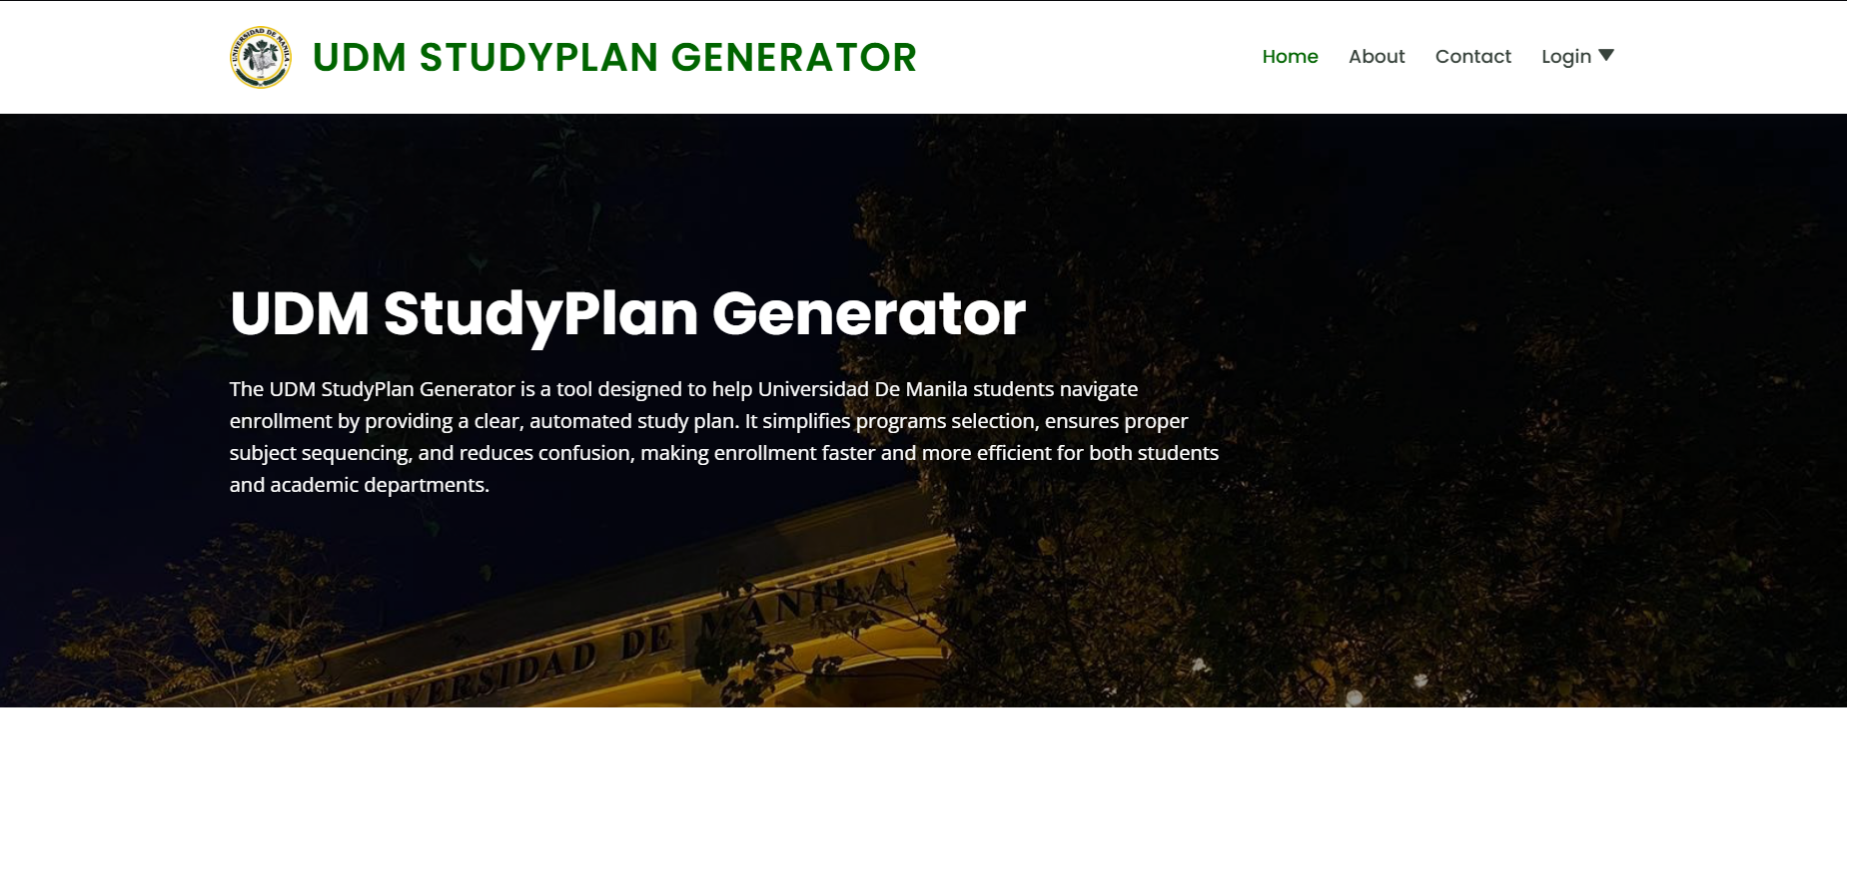 UNIVERSIDAD DE MANILA
UDM STUDYPLAN GENERATOR
Home About Contact Login
UDM StudyPlan Generator
The UDM StudyPlan Generator is a tool designed to help Universidad De Manila students navigate
enrollment by providing a clear, automated study plan. It simplifies programs selection, ensures proper
subject sequencing, and reduces confusion, making enrollment faster and more efficient for both students
and academic departments.
UNIVERSIDAD DE MANILA